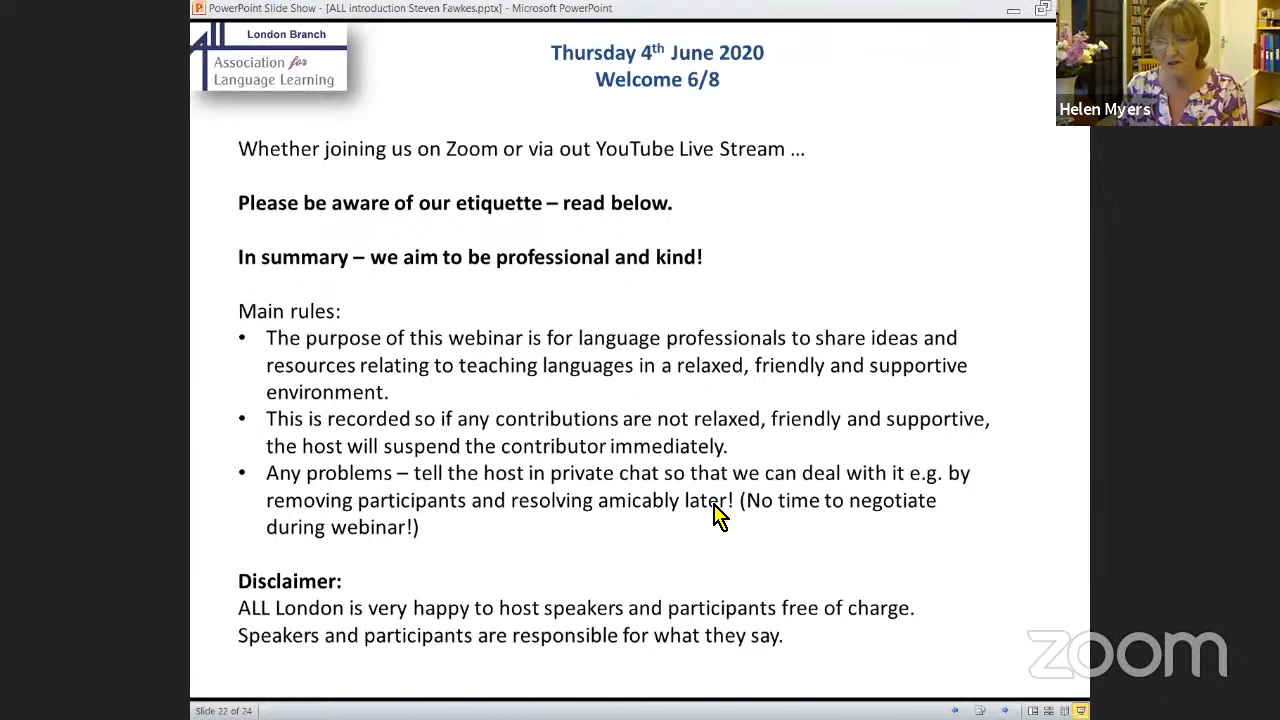 PowerPoint Slide Show - [ALL introduction Steven Fawkes.pptx] - Microsoft PowerPoint
London Branch
Association for
Language Learning
Thursday 4th June 2020
Welcome 6/8
Helen Myers
Whether joining us on Zoom or via out YouTube Live Stream ...
Please be aware of our etiquette – read below.
In summary – we aim to be professional and kind!
Main rules:
• The purpose of this webinar is for language professionals to share ideas and
resources relating to teaching languages in a relaxed, friendly and supportive
environment.
• This is recorded so if any contributions are not relaxed, friendly and supportive,
the host will suspend the contributor immediately.
• Any problems – tell the host in private chat so that we can deal with it e.g. by
removing participants and resolving amicably later! (No time to negotiate
during webinar!)
Disclaimer:
ALL London is very happy to host speakers and participants free of charge.
Speakers and participants are responsible for what they say.
zoom
Slide 22 of 24